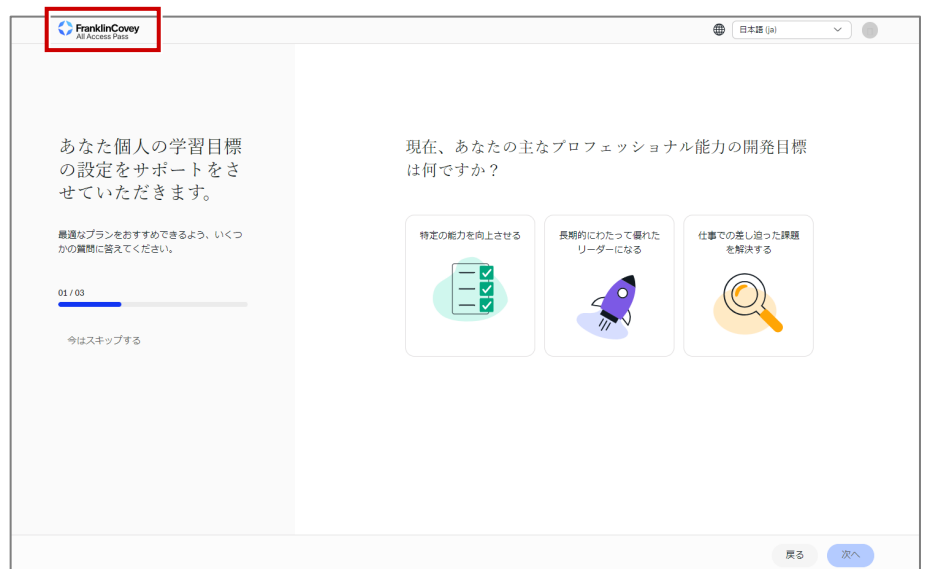 FranklinCovey
All Access Pass
日本語 (ja)
あなた個人の学習目標
の設定をサポートをさ
せていただきます。
最適なプランをおすすめできるよう、いくつ
かの質問に答えてください。
01 / 03
今はスキップする
現在、あなたの主なプロフェッショナル能力の開発目標
は何ですか？
特定の能力を向上させる
長期的にわたって優れた
リーダーになる
仕事での差し迫った課題
を解決する
戻る
次へ